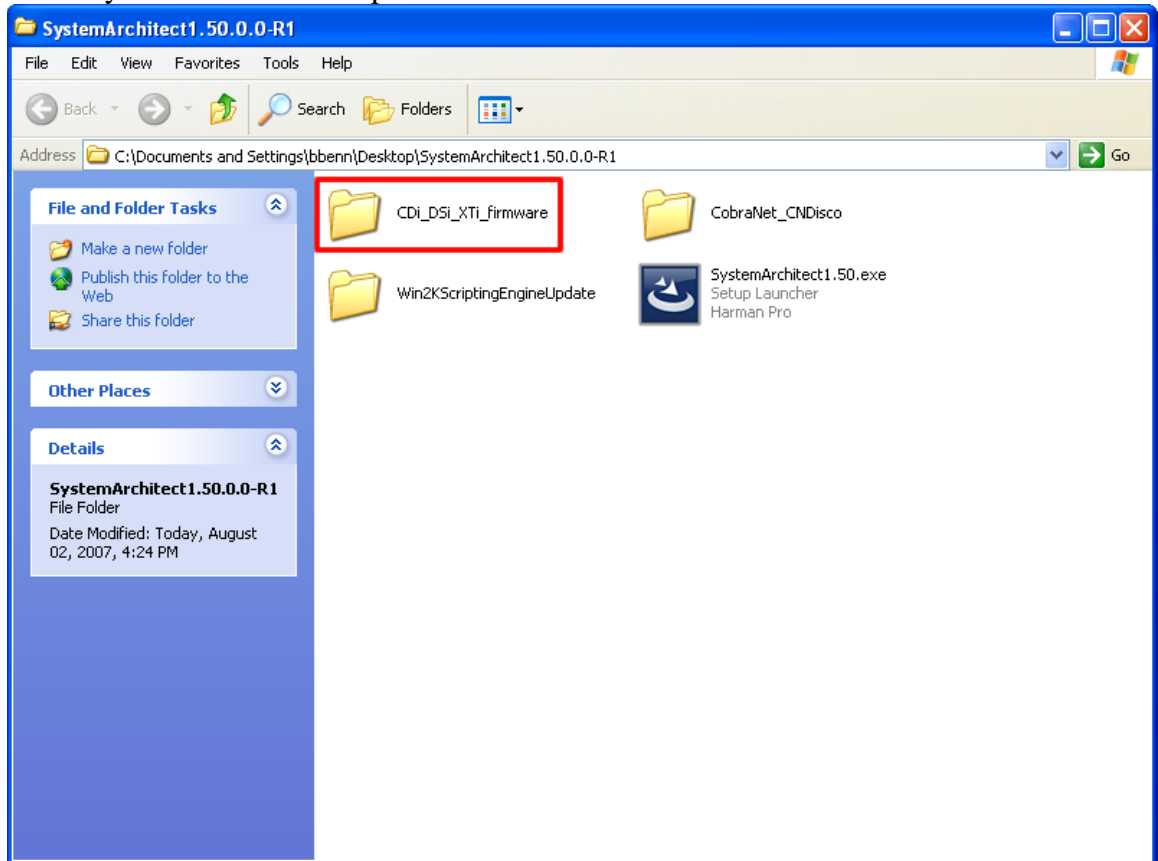 SystemArchitect1.50.0.0-R1
File Edit View Favorites Tools Help
Back Search Folders
Address C:\Documents and Settings\bbenn\Desktop\SystemArchitect1.50.0.0-R1 Go
File and Folder Tasks
Make a new folder
Publish this folder to the
Web
Share this folder
Other Places
Details
SystemArchitect1.50.0.0-R1
File Folder
Date Modified: Today, August
02, 2007, 4:24 PM
CDi_DSi_XTi_firmware
CobraNet_CNDisco
Win2KScriptingEngineUpdate
SystemArchitect1.50.exe
Setup Launcher
Harman Pro